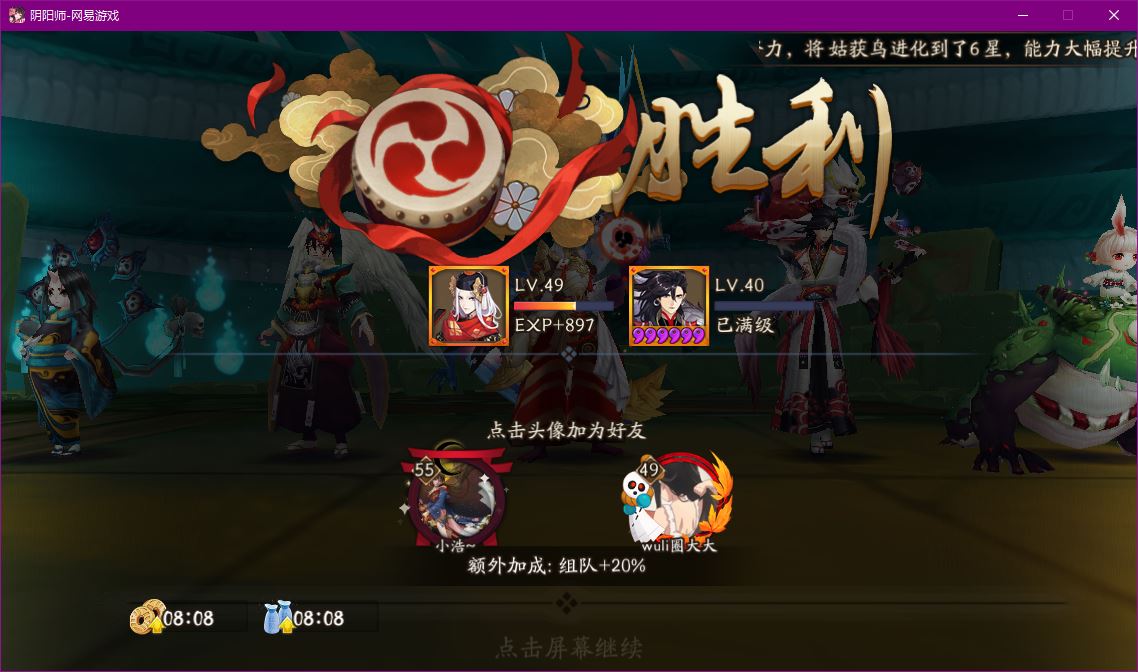 阴阳师-网易游戏
力，将姑获鸟进化到了6星，能力大幅提升
胜利
LV.49
EXP+897
LV.40
已满级
点击头像加为好友
55
小浩~
49
wuli圈大大
额外加成: 组队+20%
08:08
08:08
点击屏幕继续